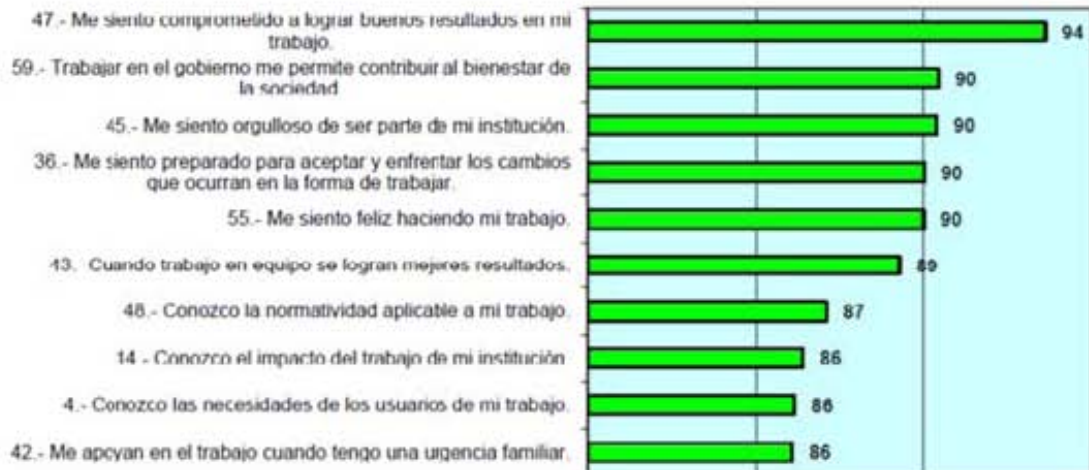 47.- Me siento comprometido a lograr buenos resultados en mi
trabajo.
94
59.- Trabajar en el gobierno me permite contribuir al bienestar de
la sociedad
90
45.- Me siento orgulloso de ser parte de mi institución.
90
36.- Me siento preparado para aceptar y enfrentar los cambios
que ocurran en la forma de trabajar.
90
55.- Me siento feliz haciendo mi trabajo.
90
43. Cuando trabajo en equipo se logran mejores resultados.
89
48.- Conozco la normatividad aplicable a mi trabajo.
87
14 - Conozco el impacto del trabajo de mi institución
86
4.- Conozco las necesidades de los usuarios de mi trabajo.
86
42.- Me apoyan en el trabajo cuando tengo una urgencia familiar.
86